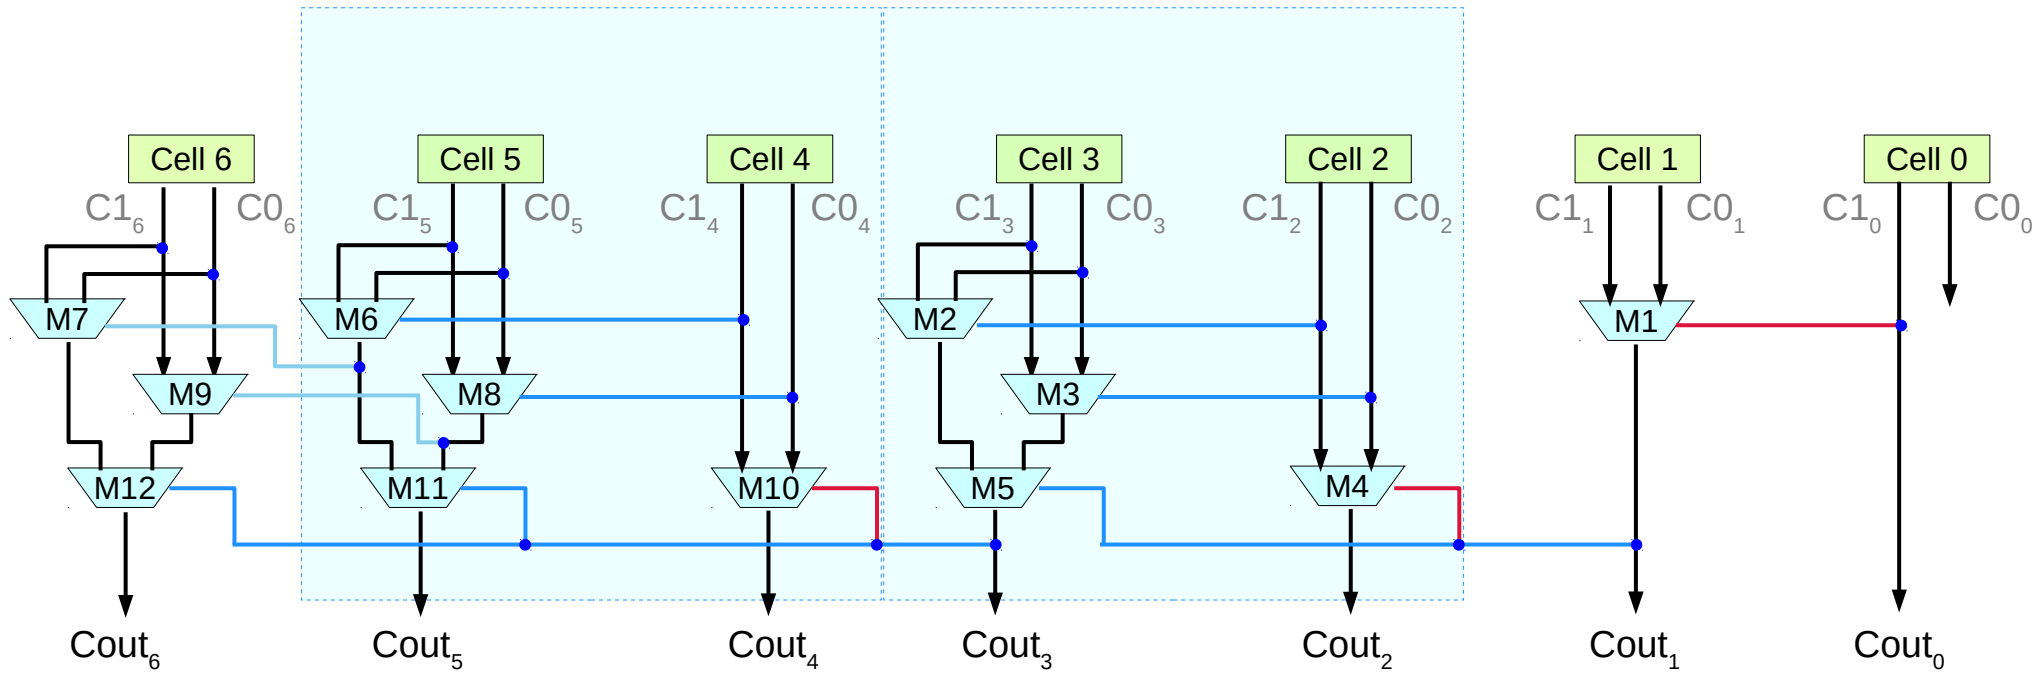 Cell 6 Cell 5 Cell 4 Cell 3 Cell 2 Cell 1 Cell 0
C1₆ C0₆ C1₅ C0₅ C1₄ C0₄ C1₃ C0₃ C1₂ C0₂ C1₁ C0₁ C1₀ C0₀
M7 M6 M2 M1
M9 M8 M3
M12 M11 M10 M5 M4
Cout₆ Cout₅ Cout₄ Cout₃ Cout₂ Cout₁ Cout₀